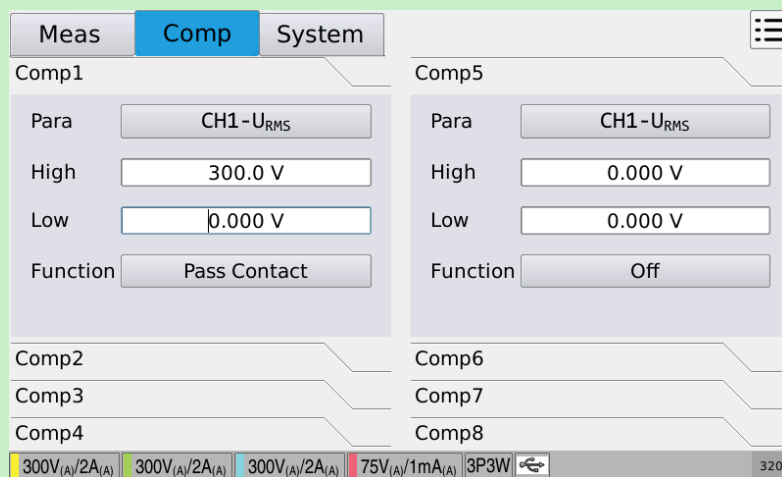 Meas Comp System
Comp1
Para CH1-URMS
High 300.0 V
Low 0.000 V
Function Pass Contact
Comp2
Comp3
Comp4
Comp5
Para CH1-URMS
High 0.000 V
Low 0.000 V
Function Off
Comp6
Comp7
Comp8
300V(A)/2A(A) 300V(A)/2A(A) 300V(A)/2A(A) 75V(A)/1mA(A) 3P3W 320